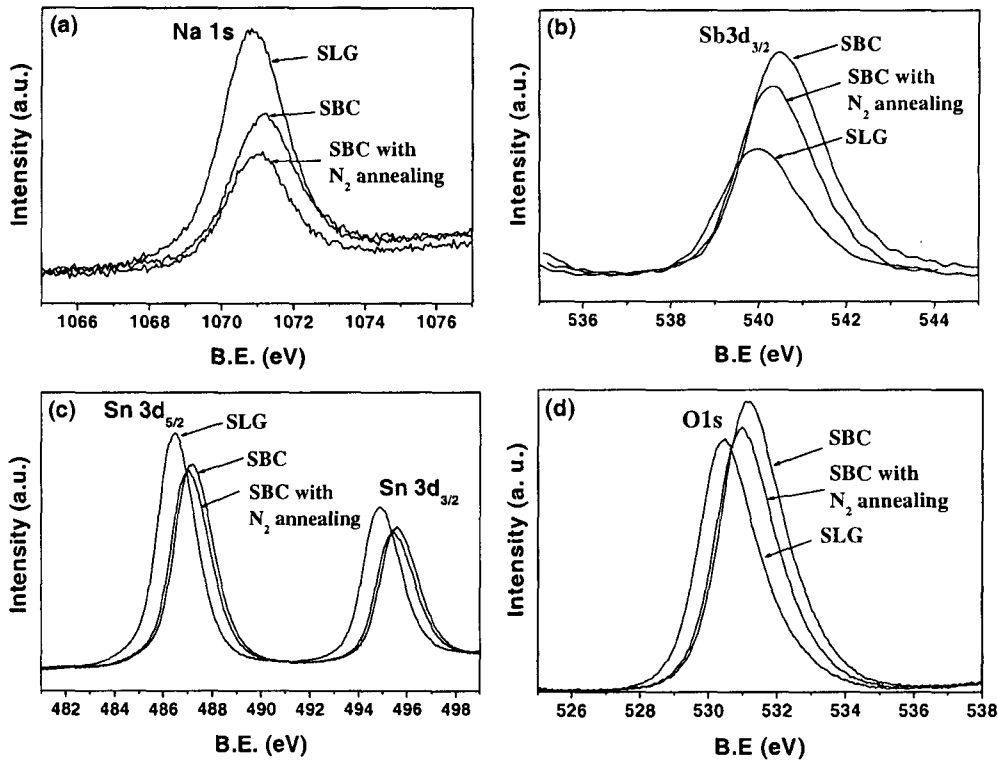 (a)
Na 1s
SLG
SBC
SBC with
N2 annealing
Intensity (a.u.)
1066 1068 1070 1072 1074 1076
B.E. (eV)
(b)
Sb3d3/2
SBC
SBC with
N2 annealing
SLG
Intensity (a.u.)
536 538 540 542 544
B.E (eV)
(c)
Sn 3d5/2
SLG
SBC
SBC with
N2 annealing
Sn 3d3/2
Intensity (a.u.)
482 484 486 488 490 492 494 496 498
B.E. (eV)
(d)
O1s
SBC
SBC with
N2 annealing
SLG
Intensity (a. u.)
526 528 530 532 534 536 538
B.E (eV)